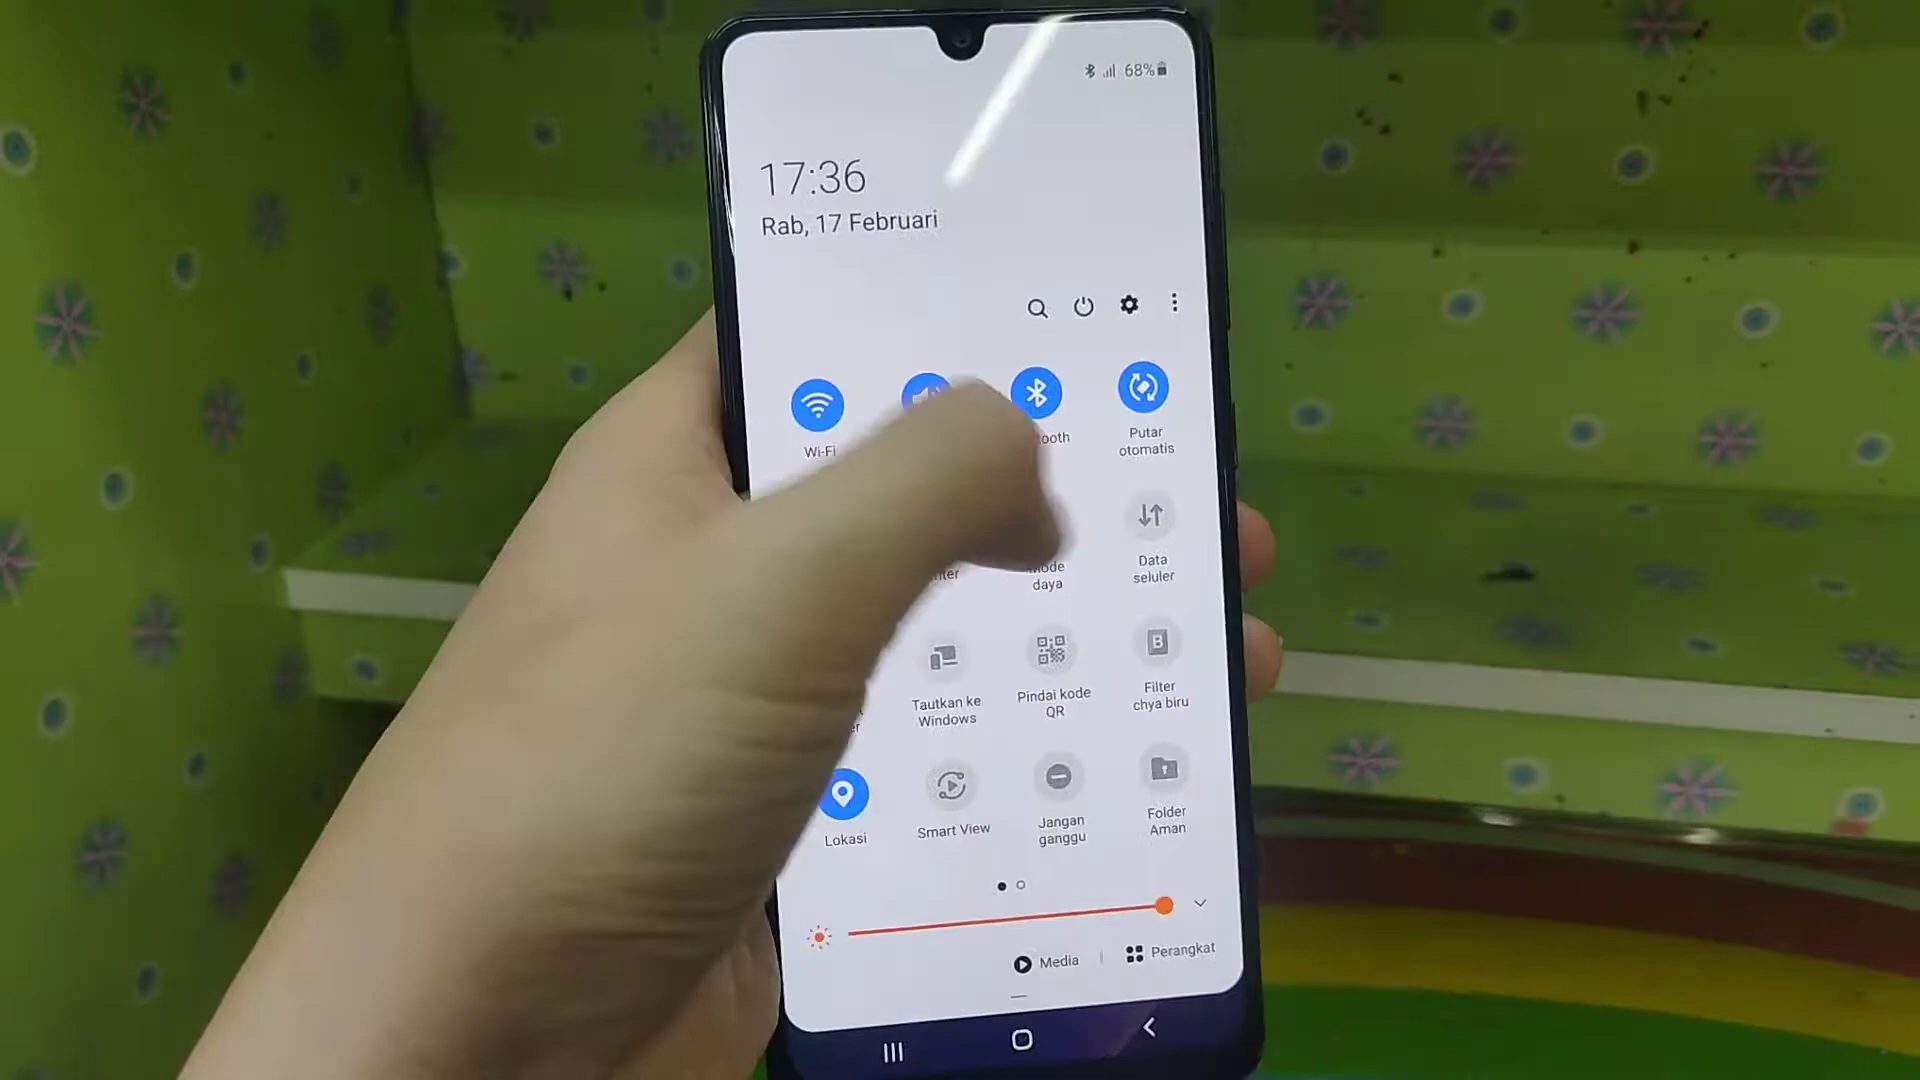 68%
17:36
Rab, 17 Februari
Wi-Fi
Putar
otomatis
daya
Data
seluler
Tautkan ke
Windows
Pindai kode
QR
Filter
chya biru
Lokasi
Smart View
Jangan
ganggu
Folder
Aman
Media
Perangkat